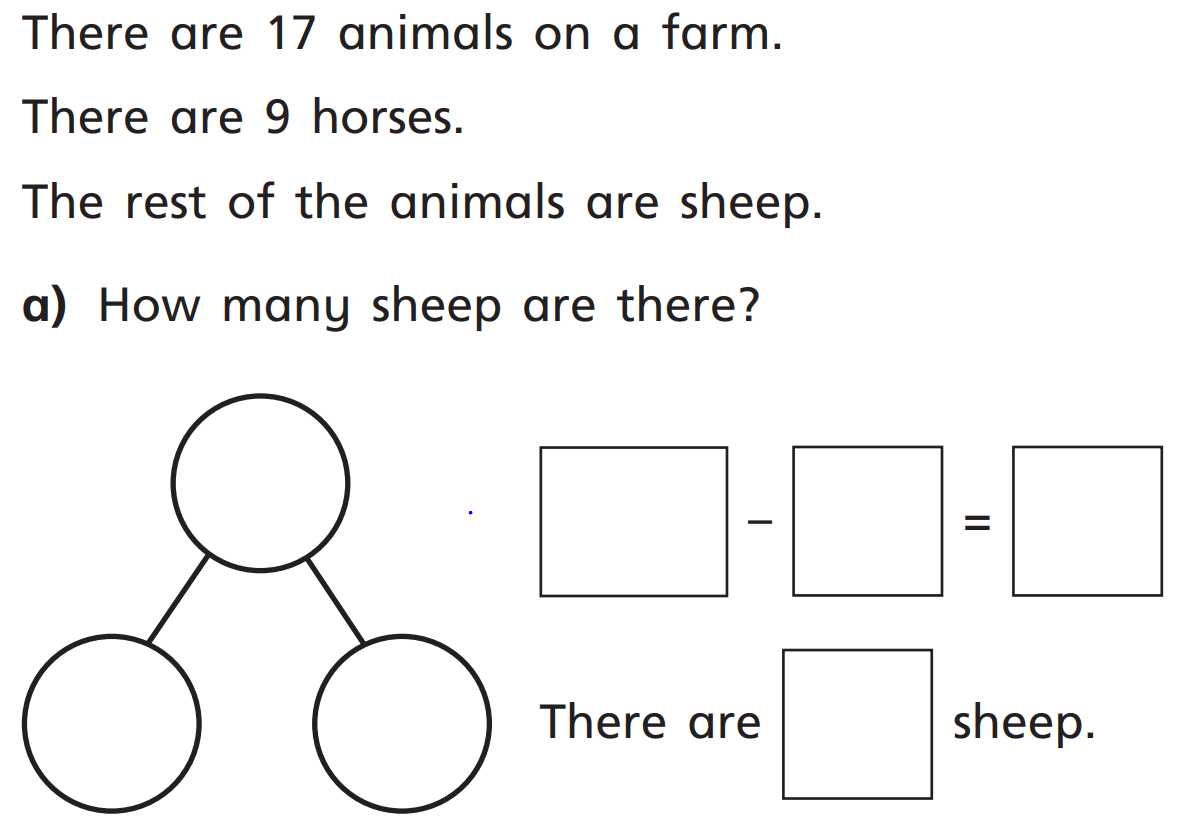 There are 17 animals on a farm.
There are 9 horses.
The rest of the animals are sheep.
a) How many sheep are there?
– =
There are sheep.